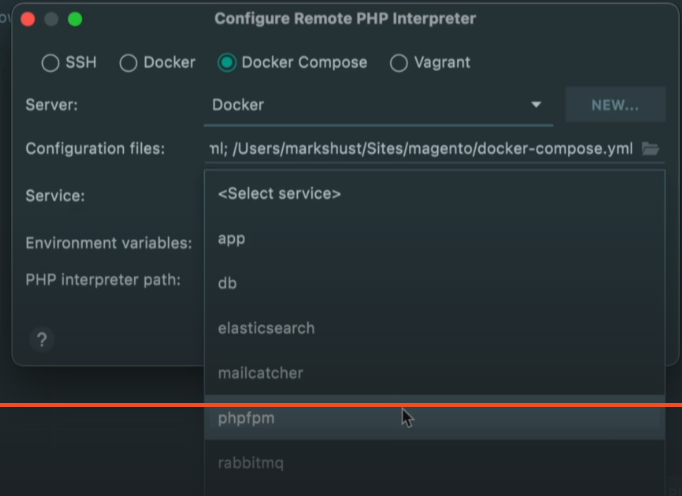 Configure Remote PHP Interpreter
SSH Docker Docker Compose Vagrant
Server: Docker NEW...
Configuration files: ml; /Users/markshust/Sites/magento/docker-compose.yml
Service:
<Select service>
app
Environment variables:
PHP interpreter path:
db
elasticsearch
?
mailcatcher
phpfpm
rabbitmq